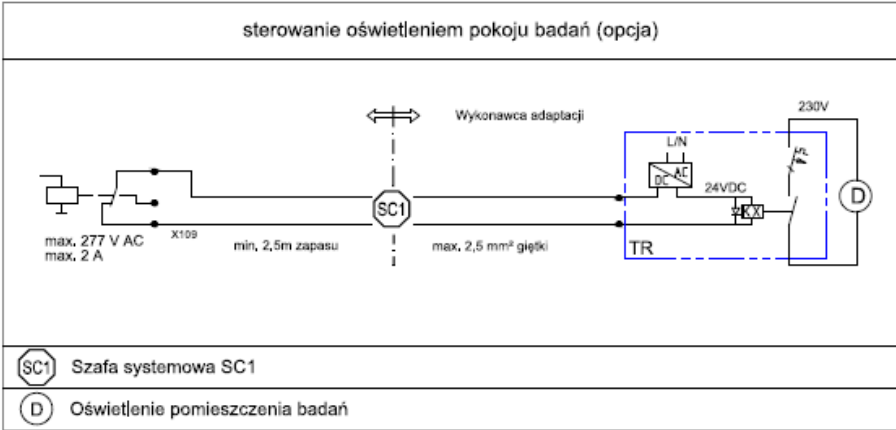 sterowanie oświetleniem pokoju badań (opcja)
Wykonawca adaptacji
230V
L/N
DC AC
24VDC
SC1
D
KX
X109
max. 277 V AC
max. 2 A
min, 2,5m zapasu
max. 2,5 mm² giętki
TR
SC1 Szafa systemowa SC1
D Oświetlenie pomieszczenia badań